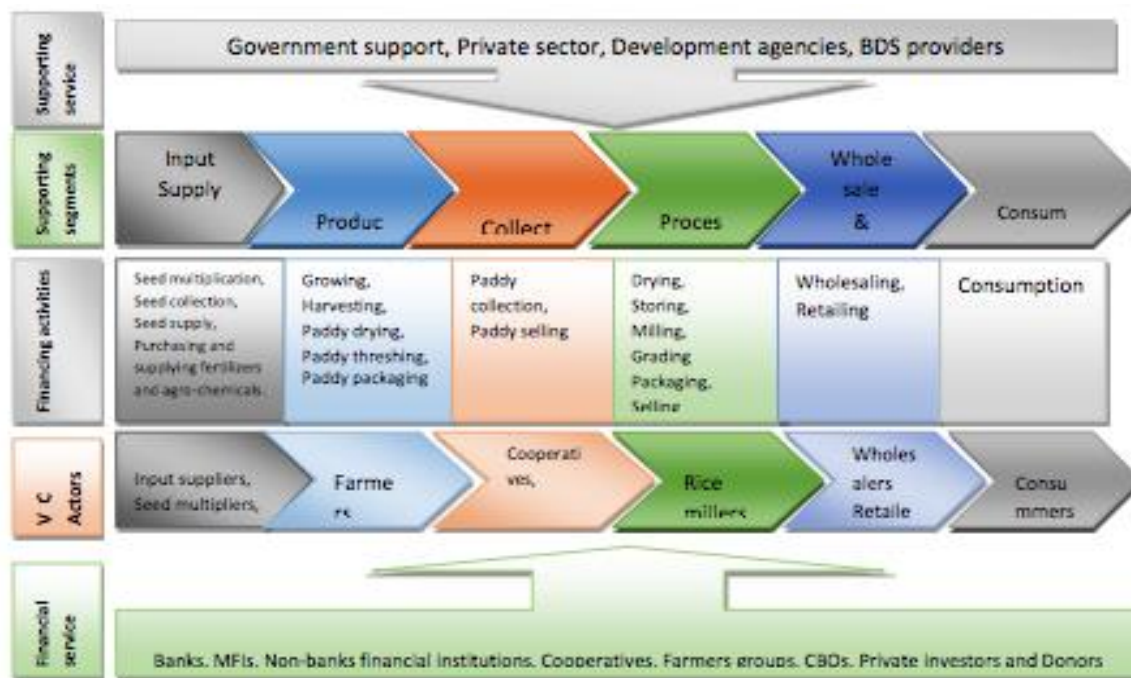 Supporting
service
Government support, Private sector, Development agencies, BDS providers
Supporting
segments
Input
Supply
Produc
Collect
Proces
Whole
sale
&
Consum
Financing activities
Seed multiplication,
Seed collection,
Seed supply,
Purchasing and
supplying fertilizers
and agro-chemicals.
Growing,
Harvesting,
Paddy drying,
Paddy threshing,
Paddy packaging
Paddy
collection,
Paddy selling
Drying,
Storing,
Milling,
Grading
Packaging,
Selling
Wholesaling,
Retailing
Consumption
V C
Actors
Input suppliers,
Seed multipliers,
Farme
rs
Cooperati
ves,
Rice
millers
Wholes
alers
Retaile
Consu
mmers
Financial
service
Banks, MFIs, Non-banks financial institutions, Cooperatives, Farmers groups, CBOs, Private Investors and Donors